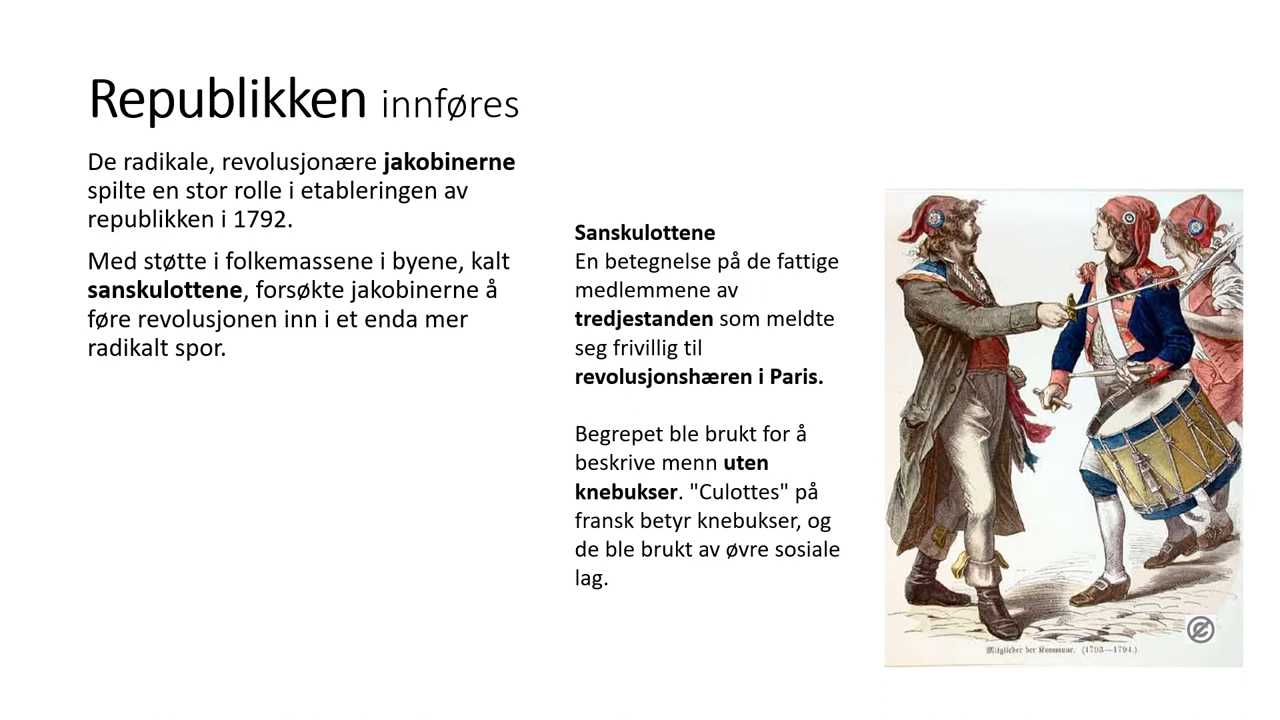 Republikken innføres
De radikale, revolusjonære jakobinerne
spilte en stor rolle i etableringen av
republikken i 1792.
Med støtte i folkemassene i byene, kalt
sanskulottene, forsøkte jakobinerne å
føre revolusjonen inn i et enda mer
radikalt spor.
Sanskulottene
En betegnelse på de fattige
medlemmene av
tredjestanden som meldte
seg frivillig til
revolusjonshæren i Paris.
Begrepet ble brukt for å
beskrive menn uten
knebukser. "Culottes" på
fransk betyr knebukser, og
de ble brukt av øvre sosiale
lag.
Mitglieder der Kommune. (1793—1794.)